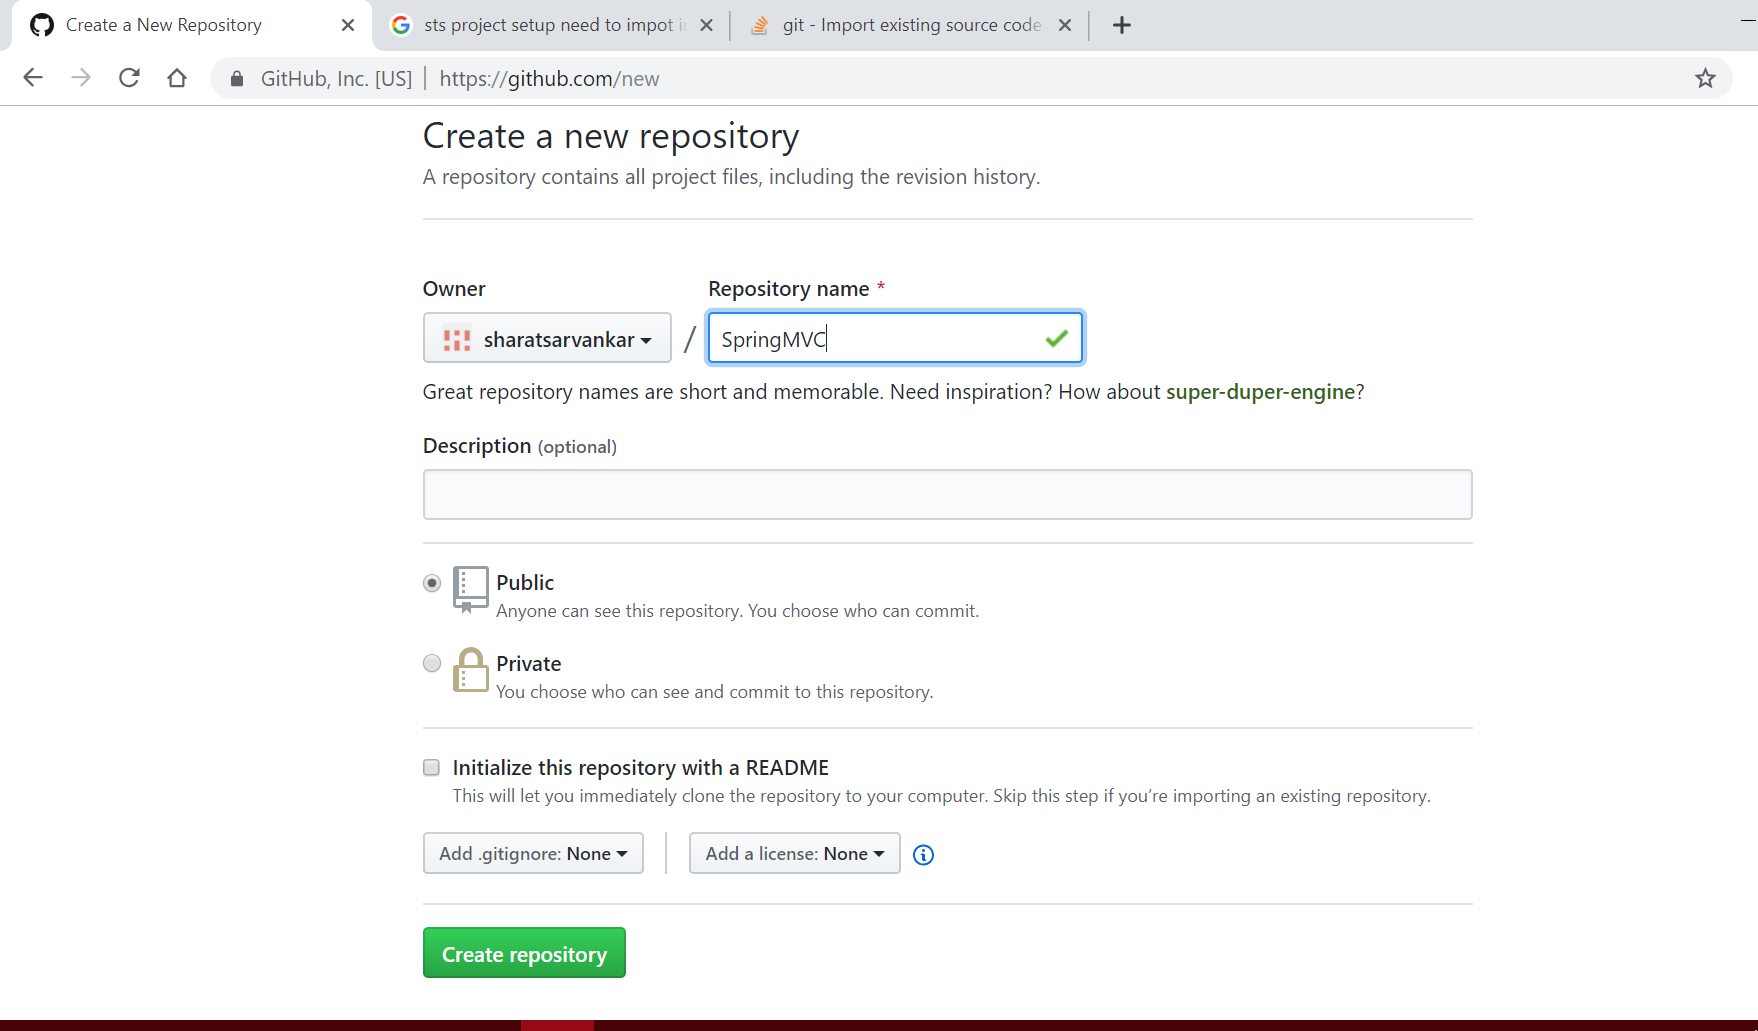 Create a New Repository
sts project setup need to impot i
git - Import existing source code
GitHub, Inc. [US] https://github.com/new
Create a new repository
A repository contains all project files, including the revision history.
Owner
Repository name *
sharatsarvankar / SpringMVC
Great repository names are short and memorable. Need inspiration? How about super-duper-engine?
Description (optional)
Public
Anyone can see this repository. You choose who can commit.
Private
You choose who can see and commit to this repository.
Initialize this repository with a README
This will let you immediately clone the repository to your computer. Skip this step if you’re importing an existing repository.
Add .gitignore: None
Add a license: None
Create repository